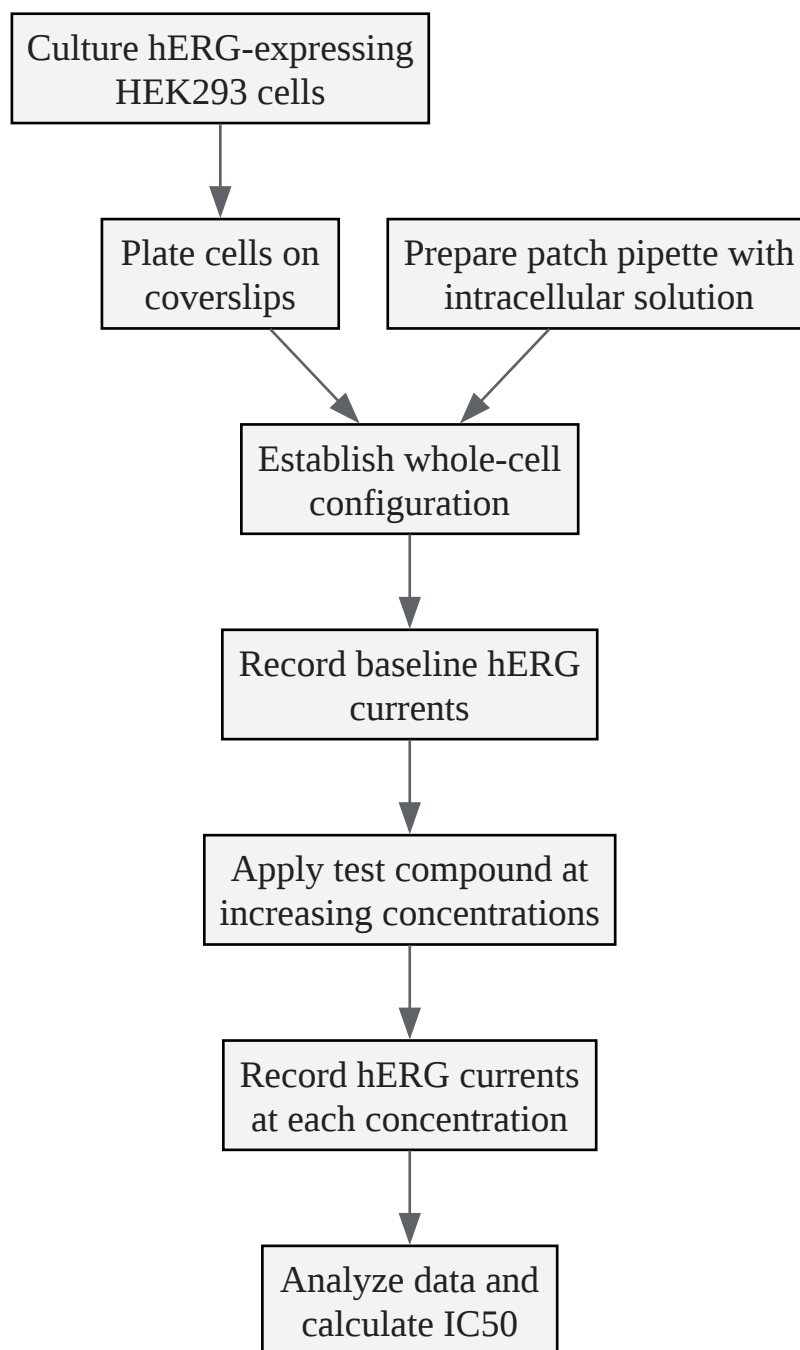 Culture hERG-expressing
HEK293 cells
Plate cells on
coverslips
Prepare patch pipette with
intracellular solution
Establish whole-cell
configuration
Record baseline hERG
currents
Apply test compound at
increasing concentrations
Record hERG currents
at each concentration
Analyze data and
calculate IC50